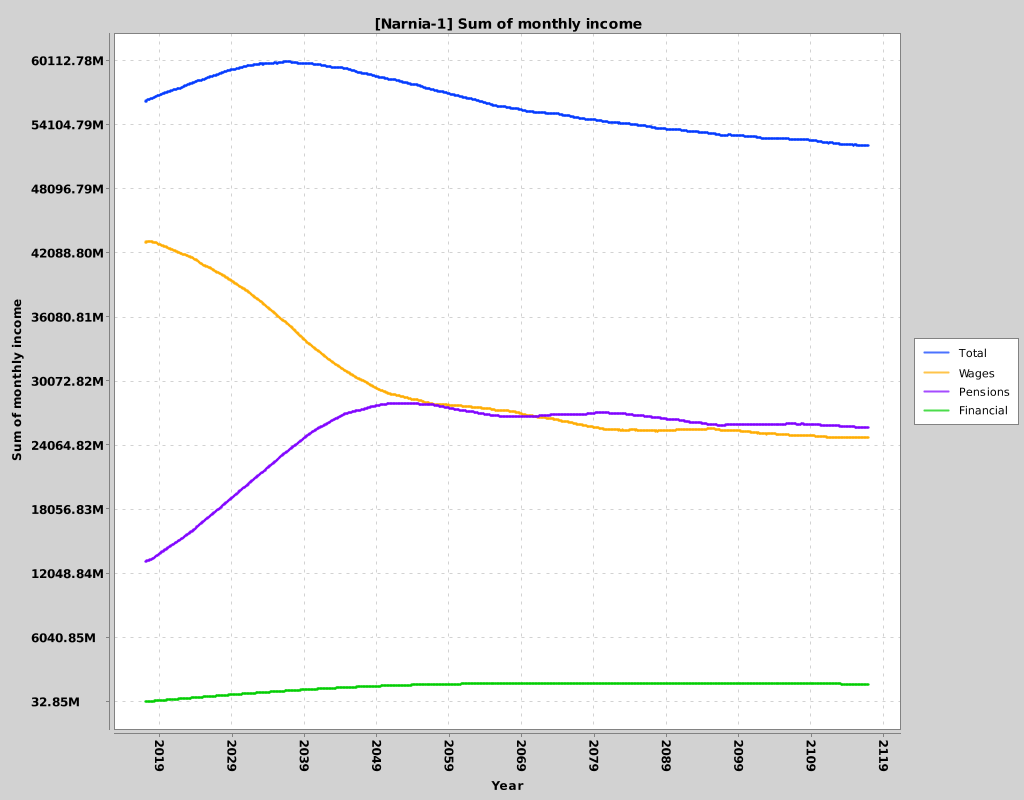 [Narnia-1] Sum of monthly income
60112.78M
54104.79M
48096.79M
42088.80M
36080.81M
30072.82M
24064.82M
18056.83M
12048.84M
6040.85M
32.85M
Sum of monthly income
2019
2029
2039
2049
2059
2069
2079
2089
2099
2109
2119
Year
Total
Wages
Pensions
Financial